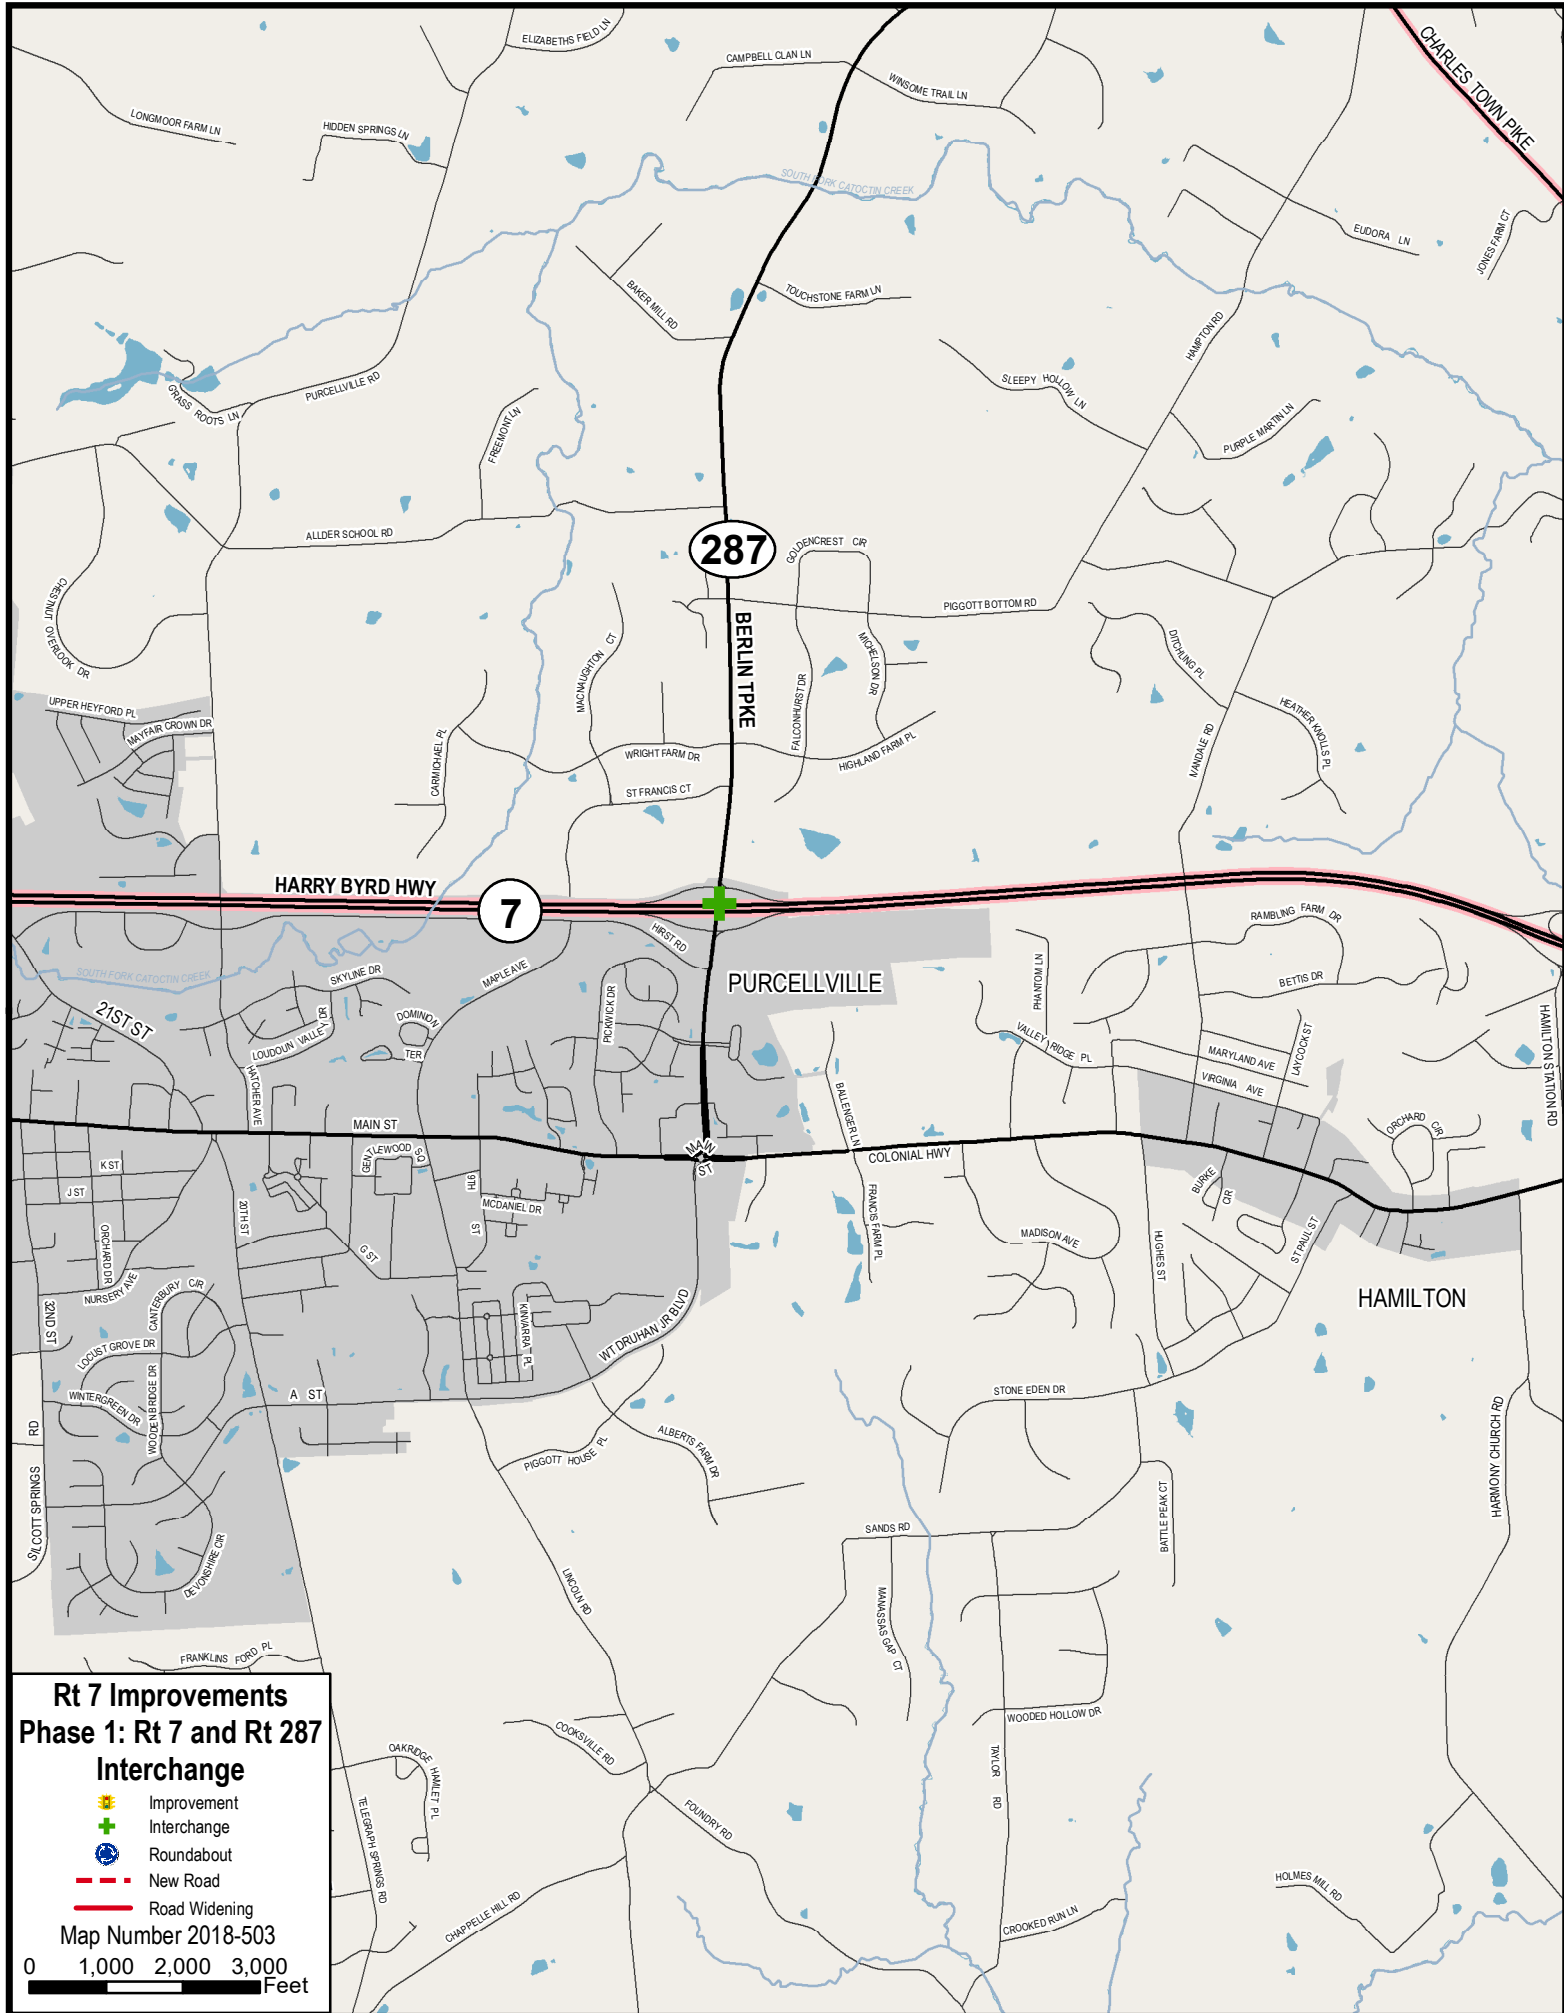 ELIZABETHS FIELD LN
CAMPBELL CLAN LN
WINSOME TRAIL LN
CHARLES TOWN PIKE
LONGMOOR FARM LN
HIDDEN SPRINGS LN
SOUTH FORK CATOCTIN CREEK
EUDORA LN
JONES FARM CT
BAKER MILL RD
TOUCHSTONE FARM LN
HAMPTON RD
GRASS ROOTS LN
PURCELLVILLE RD
SLEEPY HOLLOW LN
FREEMONT LN
PURPLE MARTIN LN
ALLDER SCHOOL RD
287
GOLDENCREST CIR
CHESTNUT OVERLOOK DR
PIGGOTT BOTTOM RD
BERLIN TPKE
MACNAUGHTON CT
MICHELSON DR
DITCHLING PL
UPPER HEYFORD PL
MAYFAIR CROWN DR
FALCONHURST DR
HEATHER KNOLLS PL
CARMICHAEL PL
WRIGHT FARM DR
HIGHLAND FARM PL
IVANDALE RD
ST FRANCIS CT
HARRY BYRD HWY
7
HIRST RD
RAMBLING FARM DR
SOUTH FORK CATOCTIN CREEK
SKYLINE DR
MAPLE AVE
PURCELLVILLE
PHANTOM LN
BETTIS DR
21ST ST
LOUDOUN VALLEY DR
DOMINION TER
PICKWICK DR
VALLEY RIDGE PL
MARYLAND AVE
LAYCOCK ST
HAMILTON STATION RD
VIRGINIA AVE
HATCHER AVE
BALLENGER LN
MAIN ST
GENTLEWOOD SQ
MAIN ST
COLONIAL HWY
ORCHARD CIR
K ST
J ST
20TH ST
9TH ST
MCDANIEL DR
FRANCIS FARM PL
BURKE CIR
ORCHARD DR
G ST
MADISON AVE
HUGHES ST
ST PAUL ST
NURSERY AVE
CANTERBURY CIR
HAMILTON
32ND ST
LOCUST GROVE DR
KINVARRA PL
WT DRUHAN JR BLVD
WINTERGREEN DR
WOODENBRIDGE DR
A ST
STONE EDEN DR
SILCOTT SPRINGS RD
PIGGOTT HOUSE PL
ALBERTS FARM DR
HARMONY CHURCH RD
BATTLE PEAK CT
SANDS RD
DEVONSHIRE CIR
LINCOLN RD
MANASSAS GAP CT
FRANKLINS FORD PL
WOODED HOLLOW DR
COOKSVILLE RD
OAKRIDGE HAMLET PL
TAYLOR RD
TELEGRAPH SPRINGS RD
FOUNDRY RD
CHAPPELLE HILL RD
CROOKED RUN LN
HOLMES MILL RD
Rt 7 Improvements
Phase 1: Rt 7 and Rt 287
Interchange
Improvement
Interchange
Roundabout
New Road
Road Widening
Map Number 2018-503
0 1,000 2,000 3,000
Feet